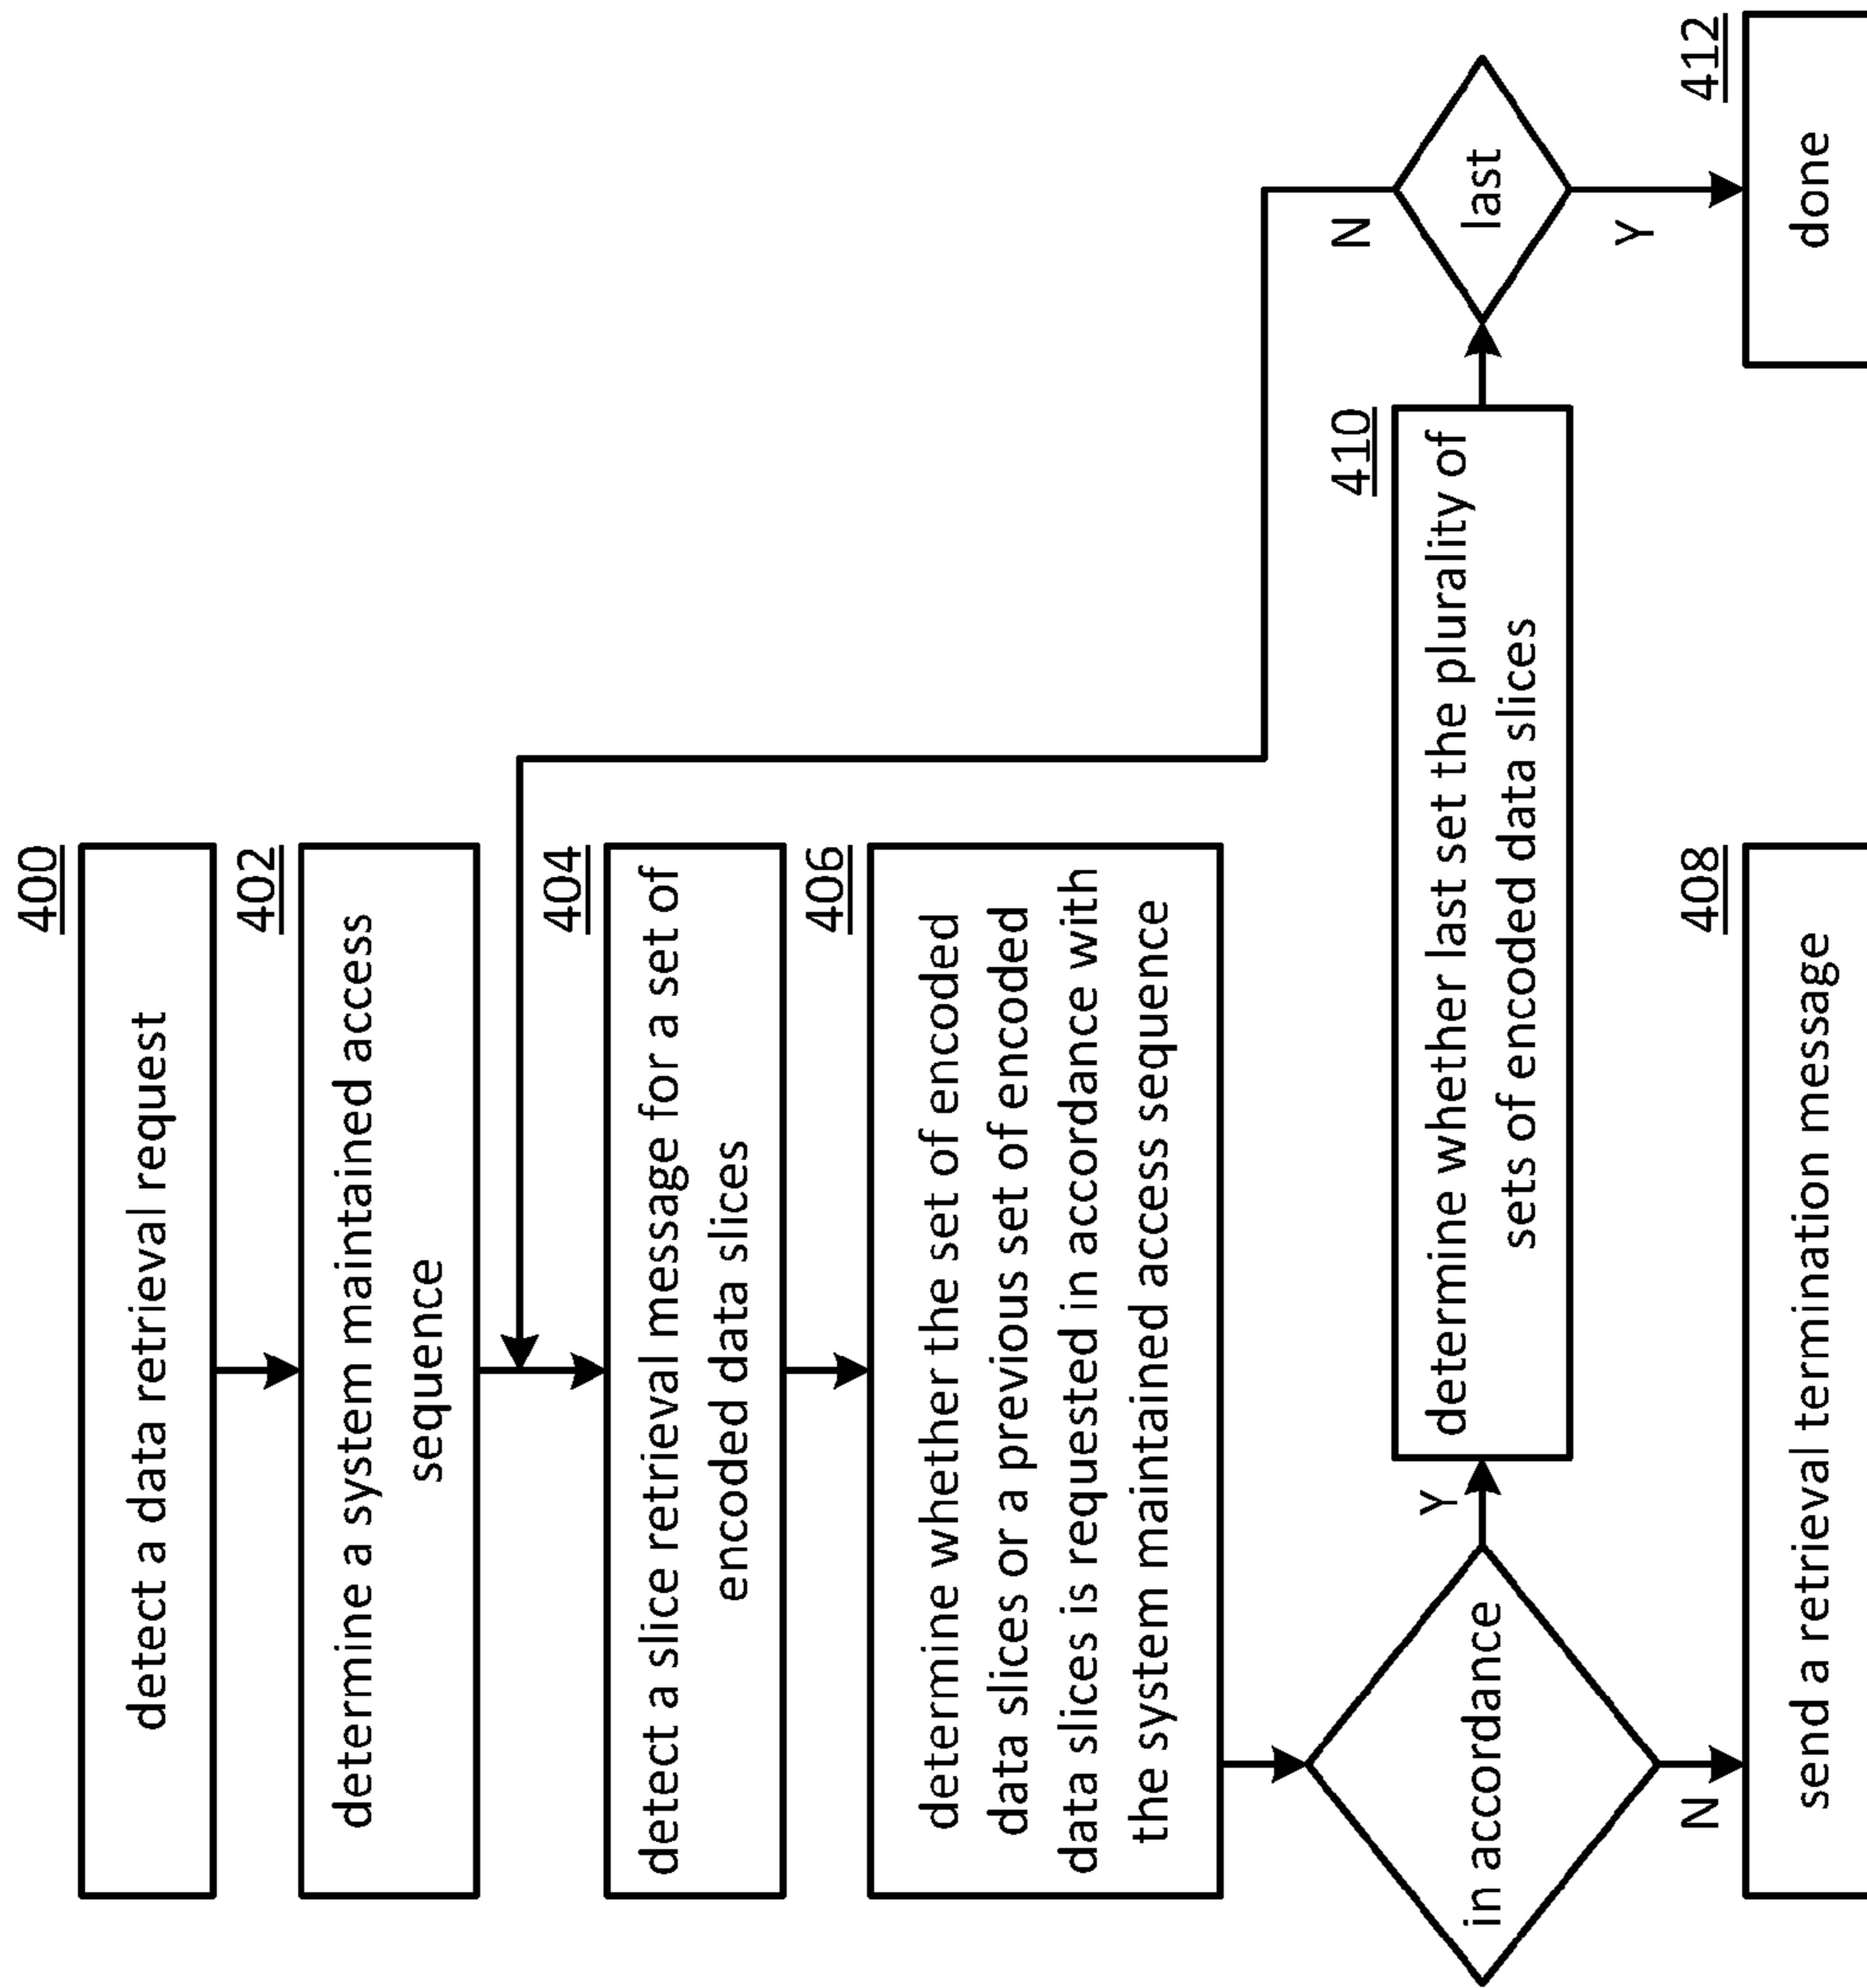 400
detect a data retrieval request
402
determine a system maintained access
sequence
404
detect a slice retrieval message for a set of
encoded data slices
406
determine whether the set of encoded
data slices or a previous set of encoded
data slices is requested in accordance with
the system maintained access sequence
in accordance
Y
N
408
send a retrieval termination message
410
determine whether last set the plurality of
sets of encoded data slices
last
N
Y
412
done